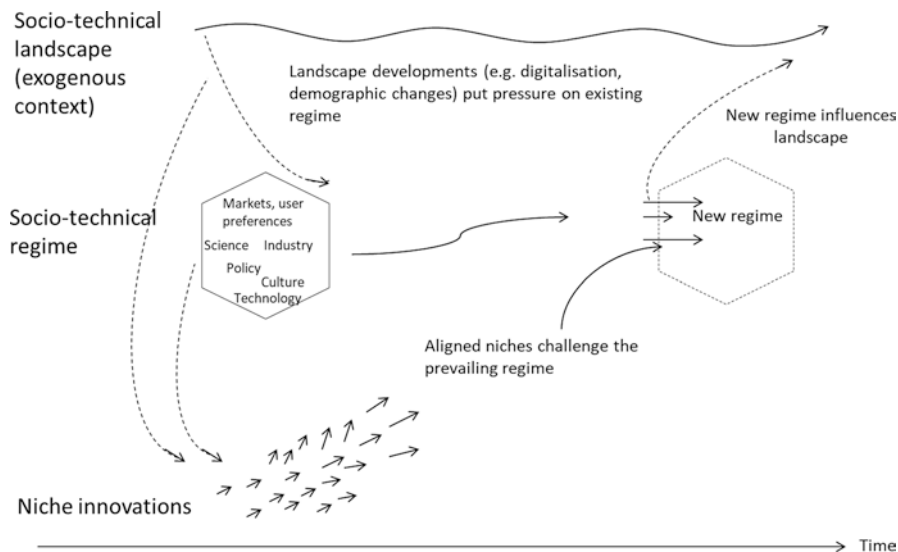 Socio-technical
landscape
(exogenous
context)
Landscape developments (e.g. digitalisation,
demographic changes) put pressure on existing
regime
New regime influences
landscape
Socio-technical
regime
Markets, user
preferences
Science Industry
Policy
Culture
Technology
New regime
Aligned niches challenge the
prevailing regime
Niche innovations
Time